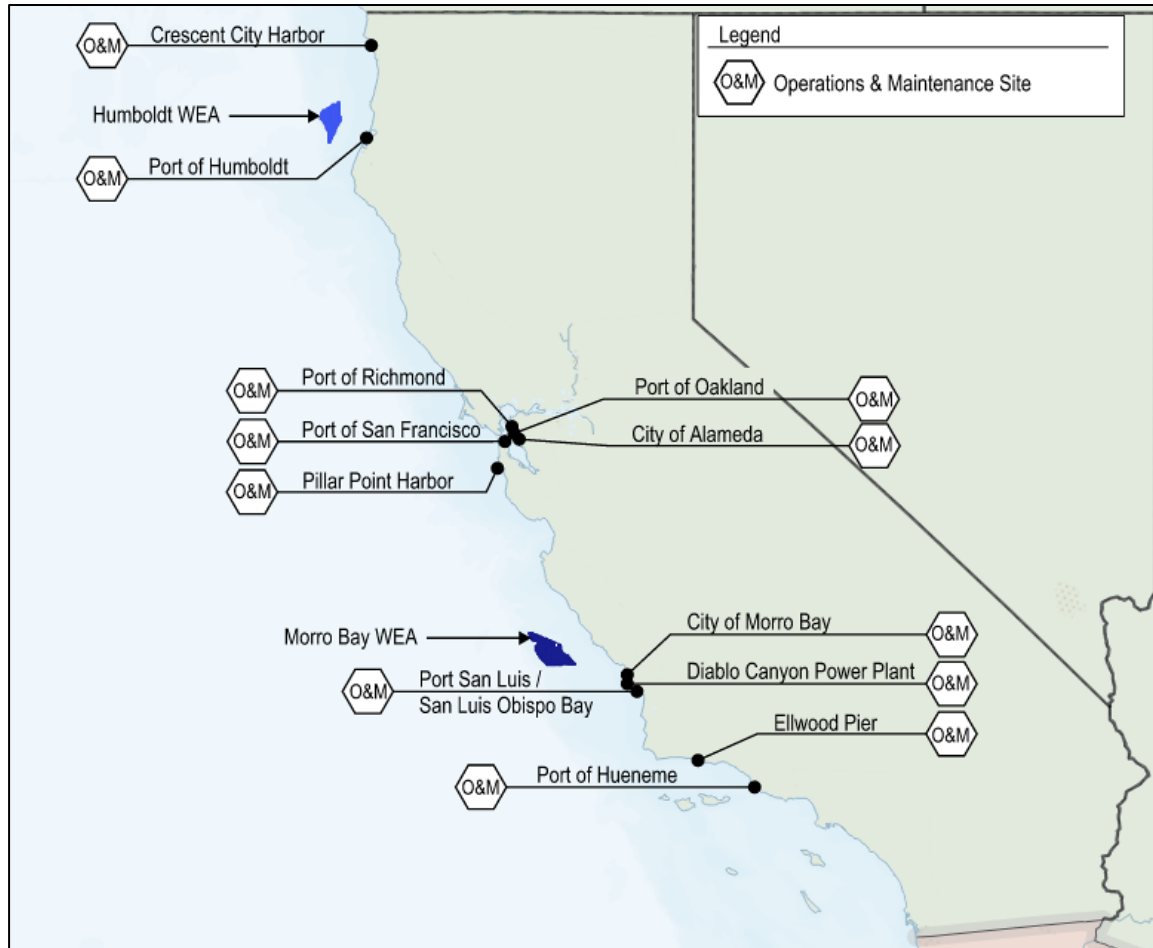 Legend
O&M Operations & Maintenance Site
O&M Crescent City Harbor
Humboldt WEA
O&M Port of Humboldt
O&M Port of Richmond
Port of Oakland O&M
O&M Port of San Francisco
City of Alameda O&M
O&M Pillar Point Harbor
Morro Bay WEA
City of Morro Bay O&M
Diablo Canyon Power Plant O&M
O&M Port San Luis /
San Luis Obispo Bay
Ellwood Pier O&M
O&M Port of Hueneme